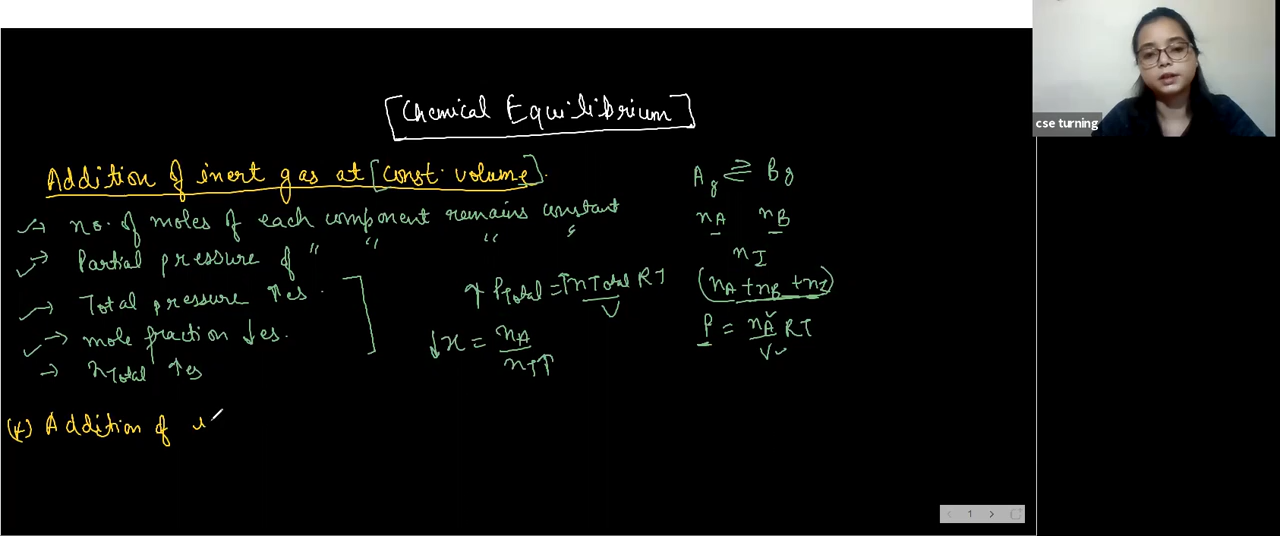 [Chemical Equilibrium]
cse turning
Addition of inert gas at [const. volume].
→ no. of moles of each component remains constant
→ Partial pressure of " " " "
→ Total pressure ↑es.
→ mole fraction ↓es.
→ nTotal ↑es
↑ PTotal = ↑nTotal RT / V
↓x = nA / nT↑
Ag ⇌ Bg
nA nB
nI
(nA + nB + nI)
P = nA RT / V
(*) Addition of
1